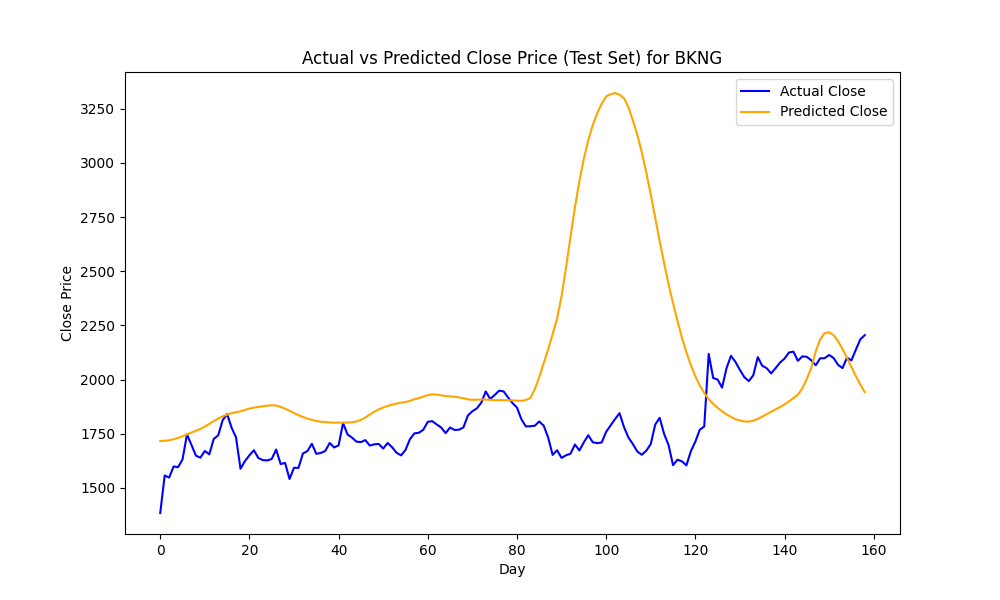 Actual vs Predicted Close Price (Test Set) for BKNG
Actual Close
Predicted Close
Close Price
3250
3000
2750
2500
2250
2000
1750
1500
0 20 40 60 80 100 120 140 160
Day